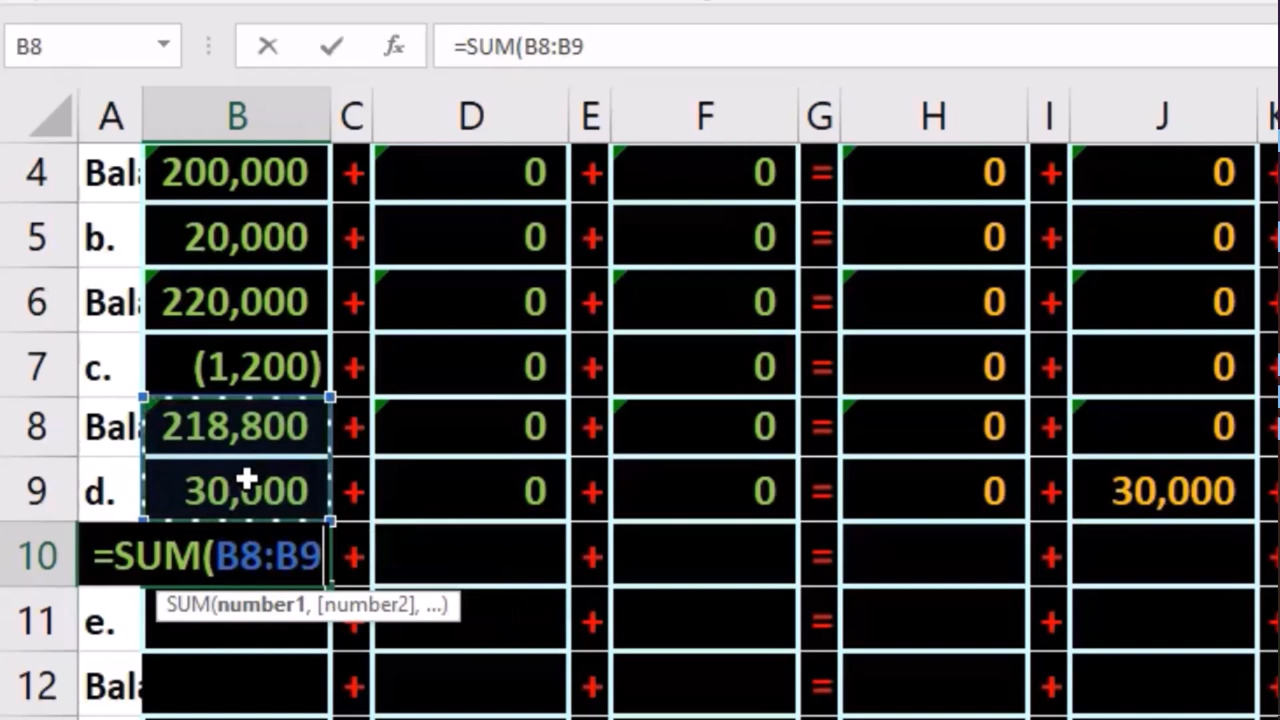 B8 fx =SUM(B8:B9
A B C D E F G H I J
4 Bal 200,000 + 0 + 0 = 0 + 0
5 b. 20,000 + 0 + 0 = 0 + 0
6 Bal 220,000 + 0 + 0 = 0 + 0
7 c. (1,200) + 0 + 0 = 0 + 0
8 Bal 218,800 + 0 + 0 = 0 + 0
9 d. 30,000 + 0 + 0 = 0 + 30,000
10 =SUM(B8:B9 + + = +
SUM(number1, [number2], ...)
11 e. + + = +
12 Bal + + = +